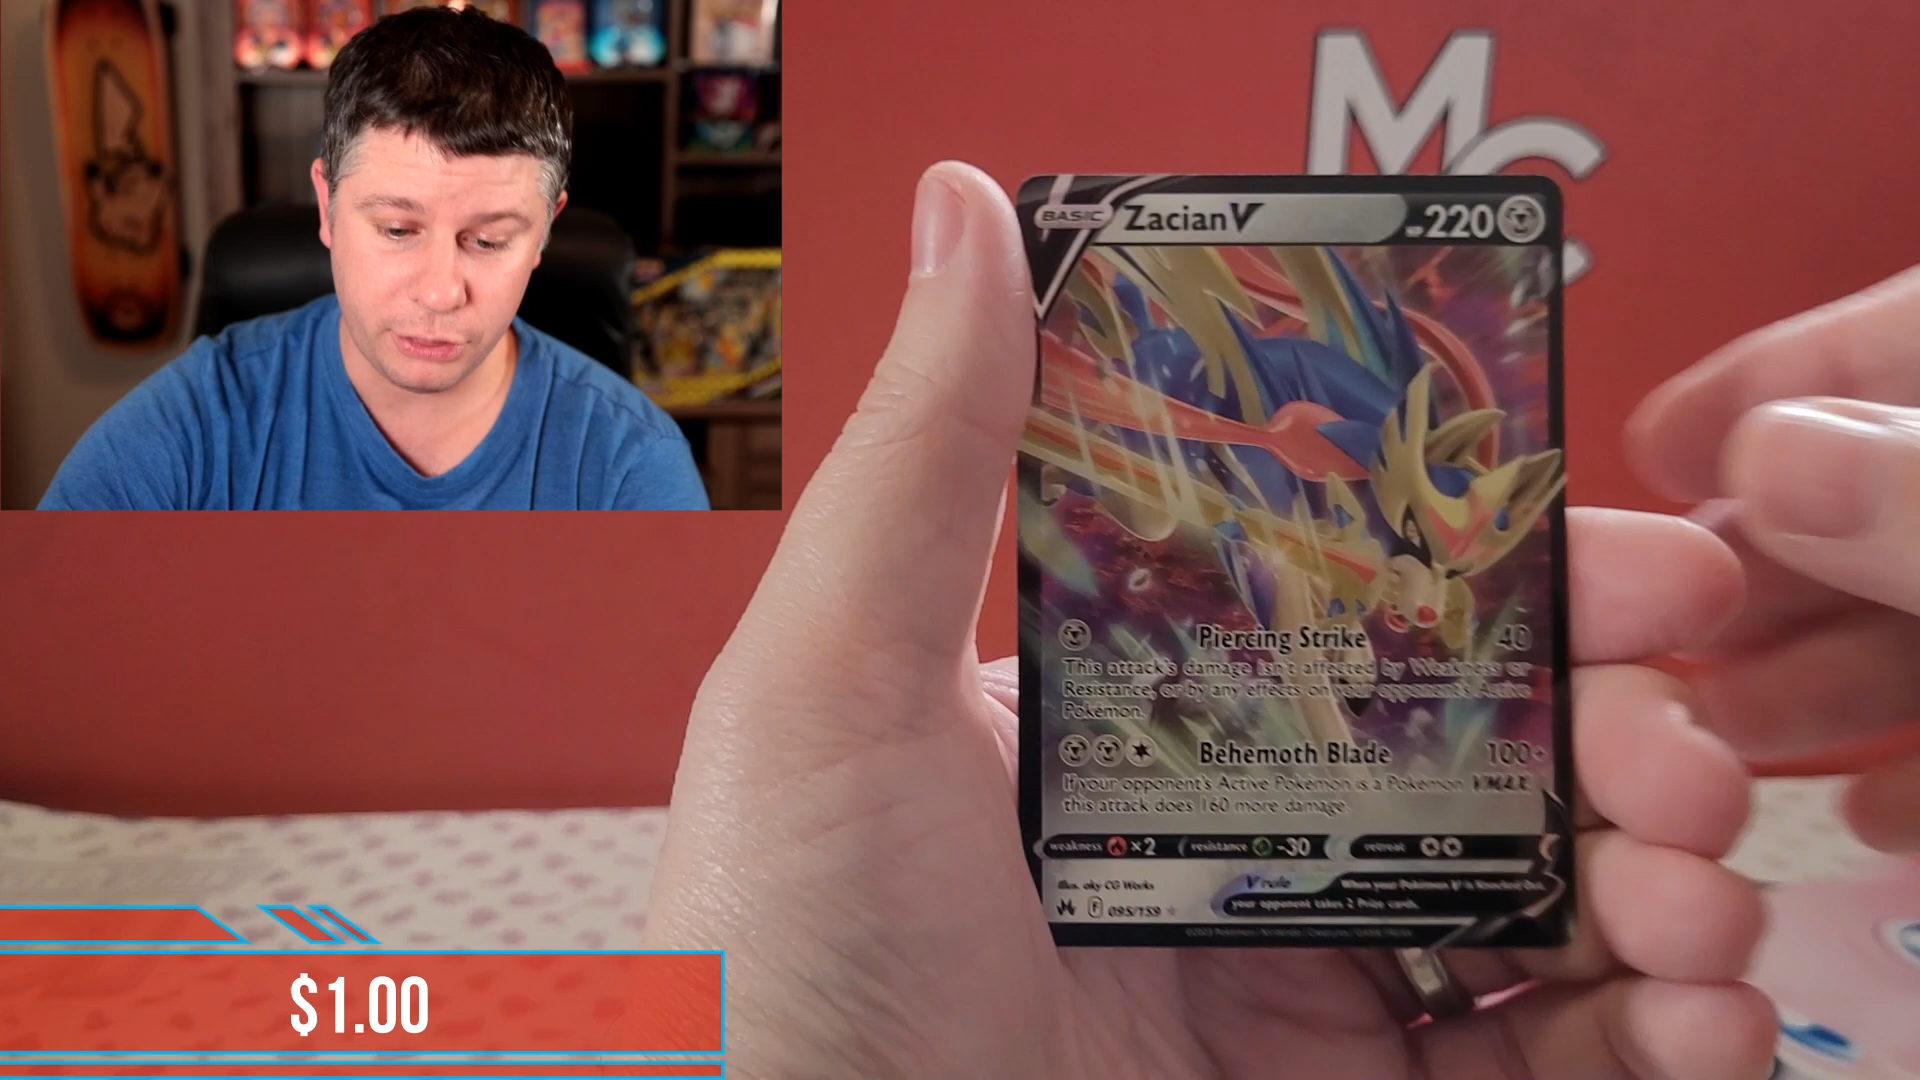 MC
C
BASIC Zacian V HP 220
Piercing Strike 40
This attack's damage isn't affected by Weakness or
Resistance, or by any effects on your opponent's Active
Pokémon.
Behemoth Blade 100+
If your opponent's Active Pokémon is a Pokémon VMAX,
this attack does 160 more damage.
weakness ×2 resistance -30 retreat
Illus. aky CG Works
V rule When your Pokémon V is Knocked Out,
your opponent takes 2 Prize cards.
F 095/159
$1.00